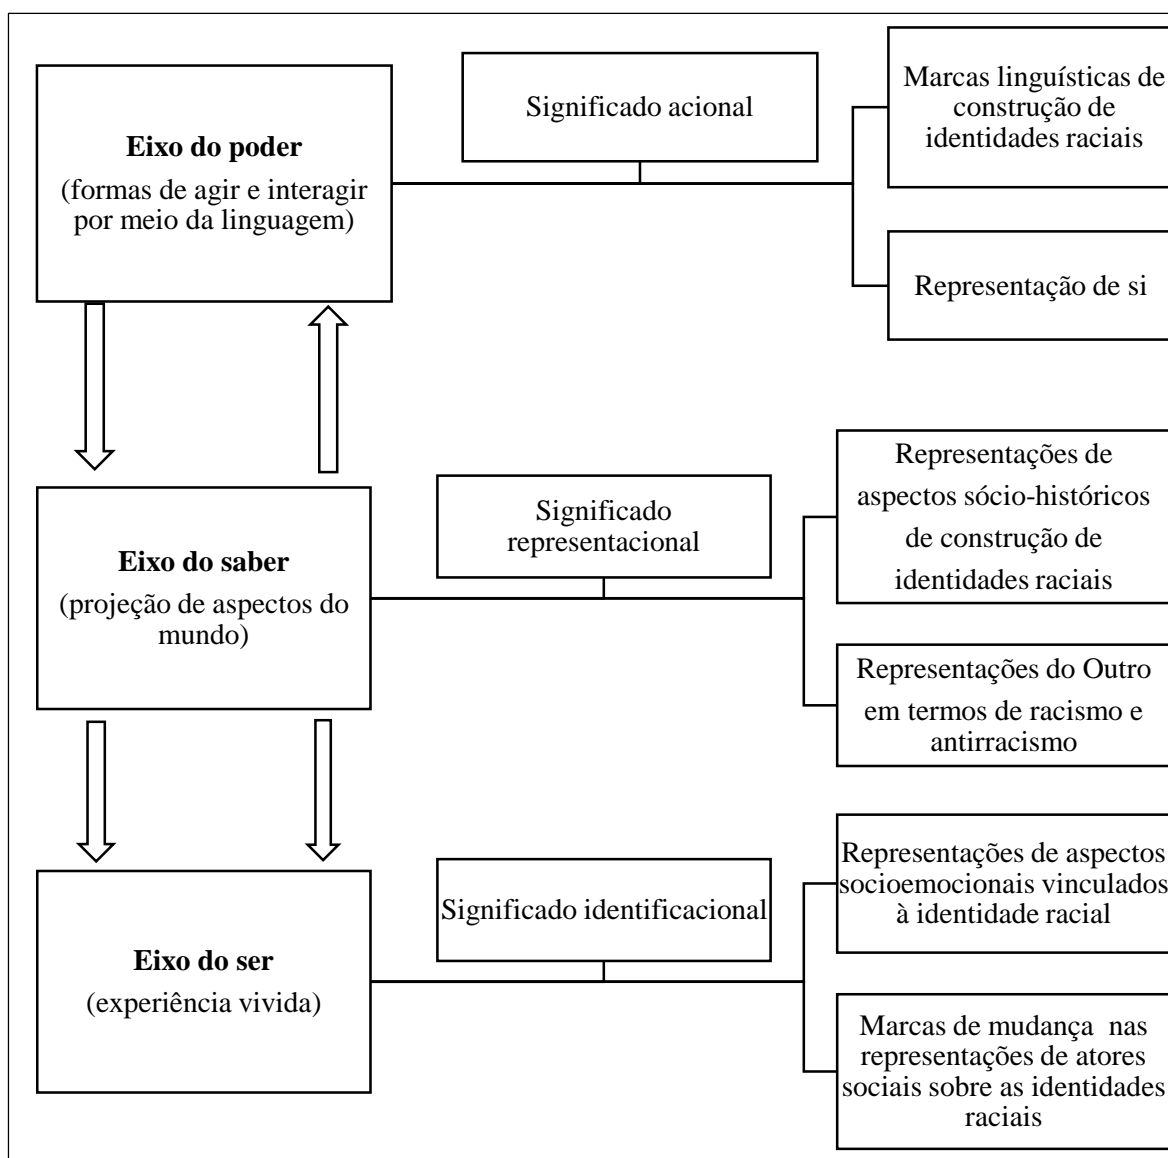 Eixo do poder
(formas de agir e interagir
por meio da linguagem)
Significado acional
Marcas linguísticas de
construção de
identidades raciais
Representação de si
Eixo do saber
(projeção de aspectos do
mundo)
Significado
representacional
Representações de
aspectos sócio-históricos
de construção de
identidades raciais
Representações do Outro
em termos de racismo e
antirracismo
Eixo do ser
(experiência vivida)
Significado identificacional
Representações de aspectos
socioemocionais vinculados
à identidade racial
Marcas de mudança nas
representações de atores
sociais sobre as identidades
raciais